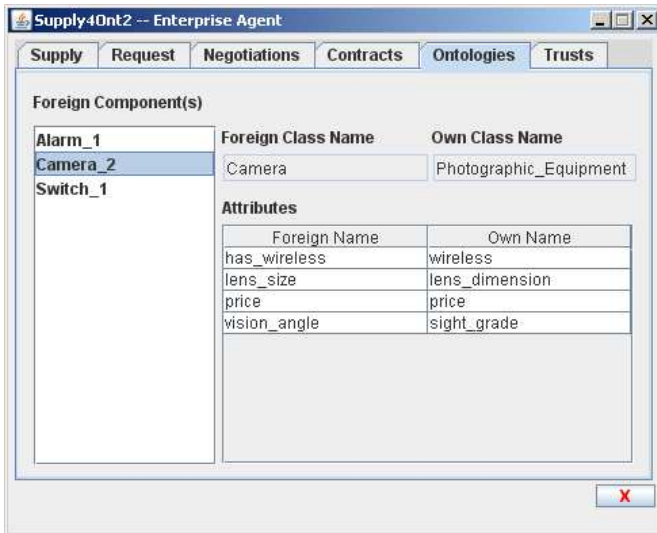 Supply4Ont2 -- Enterprise Agent
Supply Request Negotiations Contracts Ontologies Trusts
Foreign Component(s)
Alarm_1
Camera_2
Switch_1
Foreign Class Name Own Class Name
Camera Photographic_Equipment
Attributes
Foreign Name Own Name
has_wireless wireless
lens_size lens_dimension
price price
vision_angle sight_grade
X